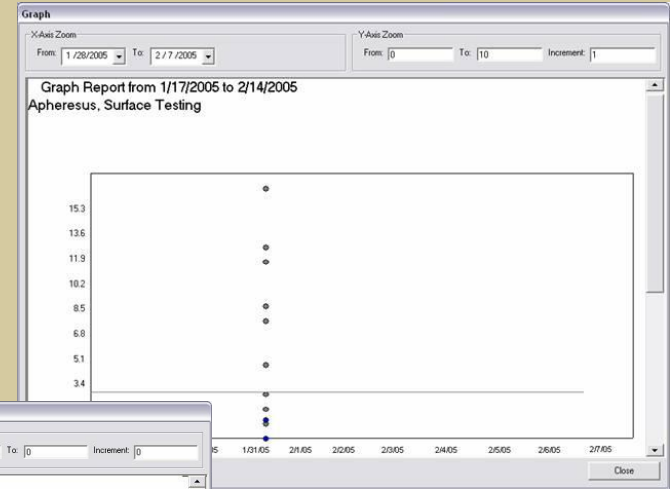 Graph
X-Axis Zoom
From: 1 /28/2005 To: 2 / 7 /2005
Y-Axis Zoom
From: 0 To: 10 Increment: 1
Graph Report from 1/17/2005 to 2/14/2005
Apheresus, Surface Testing
15.3
13.6
11.9
10.2
8.5
6.8
5.1
3.4
1/31/05 2/1/05 2/2/05 2/3/05 2/4/05 2/5/05 2/6/05 2/7/05
Close
To: 0 Increment: 0